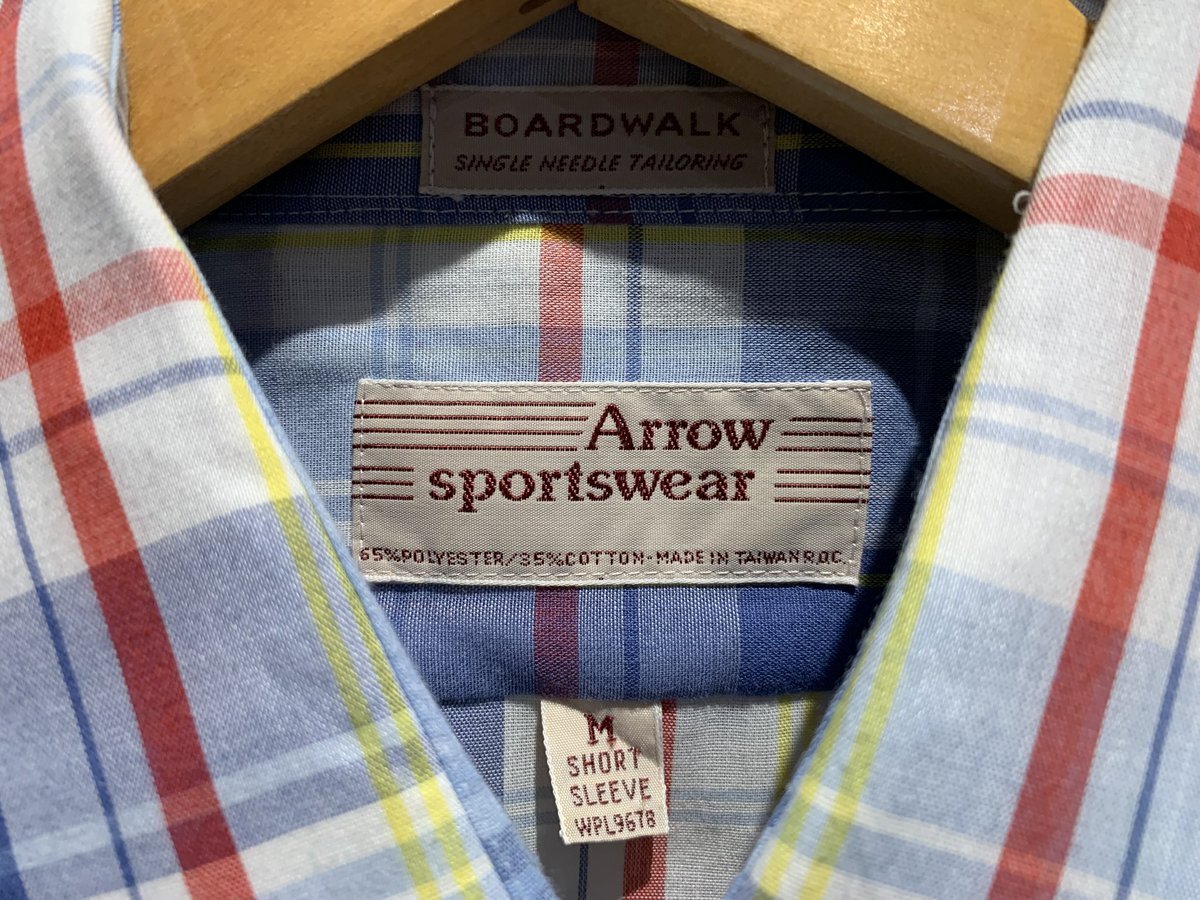 BOARDWALK
SINGLE NEEDLE TAILORING
Arrow
sportswear
65%POLYESTER/35%COTTON-MADE IN TAIWAN R.O.C.
M
SHORT
SLEEVE
WPL9678